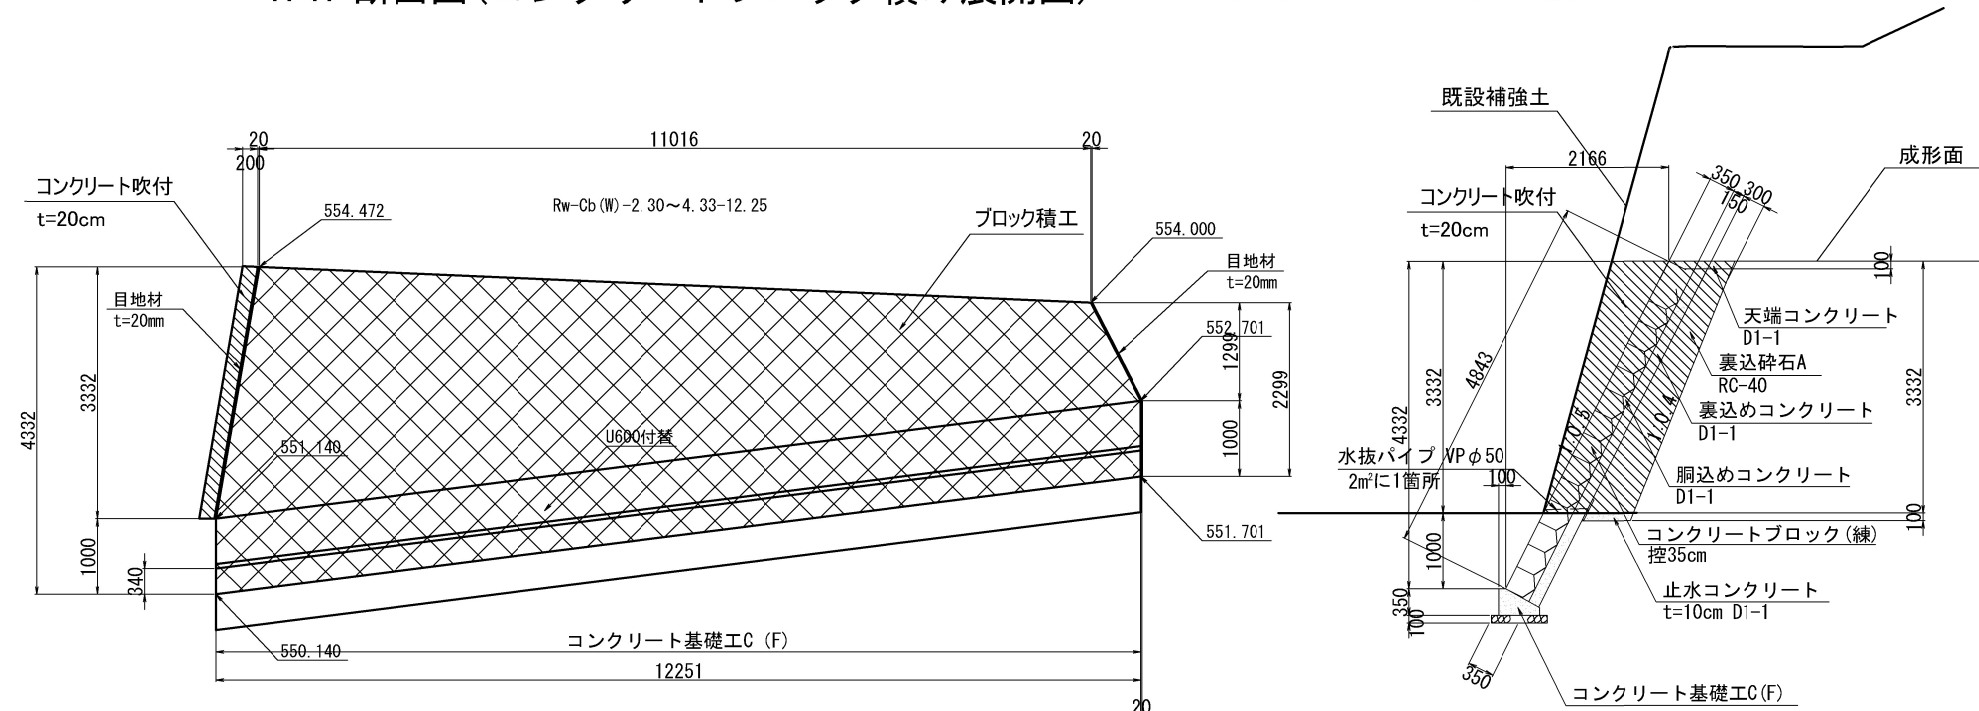 20
11016
20
200
コンクリート吹付
t=20cm
554.472
Rw-Cb(W)-2.30～4.33-12.25
ブロック積工
554.000
目地材
t=20mm
目地材
t=20mm
552.701
1299
2299
1000
4332
3332
1000
340
551.140
U600付替
551.701
550.140
コンクリート基礎工C (F)
12251
20
既設補強土
成形面
2166
350
150
300
コンクリート吹付
t=20cm
100
4843
4332
3332
3332
天端コンクリート
D1-1
裏込砕石A
RC-40
裏込めコンクリート
D1-1
1:0.5
1:0.4
水抜パイプ VPφ50
2㎡に1箇所
100
胴込めコンクリート
D1-1
100
コンクリートブロック(練)
控35cm
1000
止水コンクリート
t=10cm D1-1
350
100
350
コンクリート基礎工C(F)